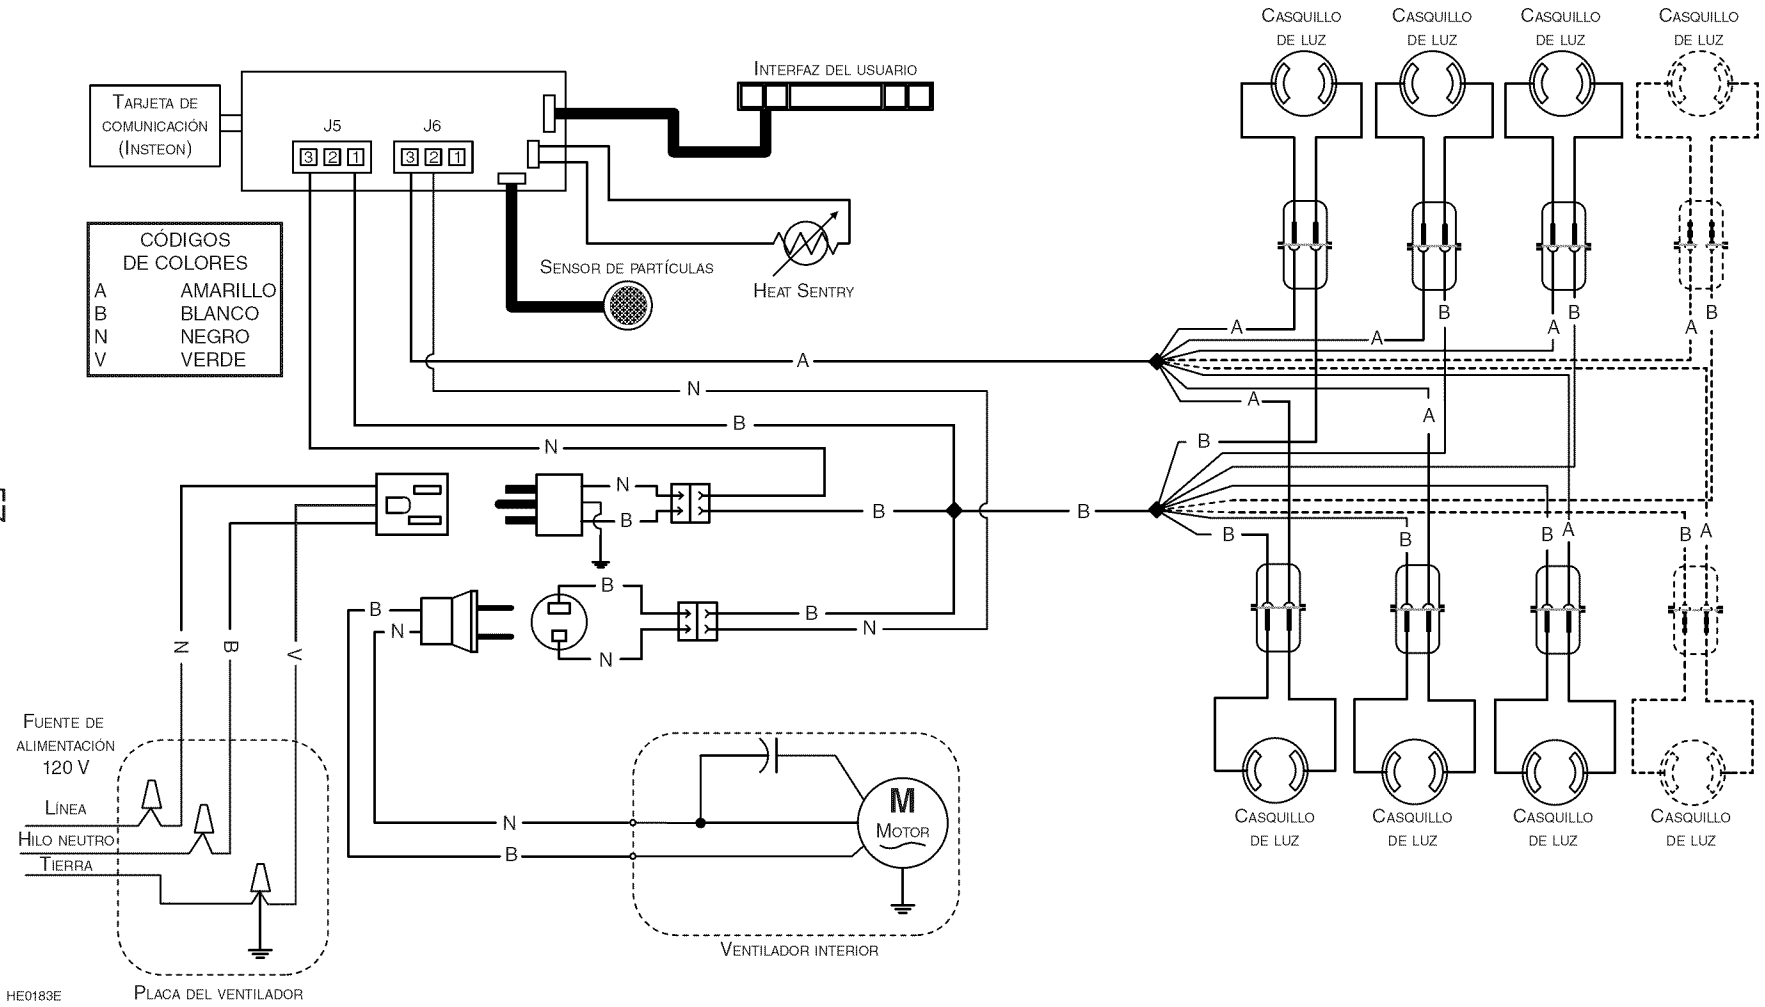 CASQUILLO
DE LUZ
CASQUILLO
DE LUZ
CASQUILLO
DE LUZ
CASQUILLO
DE LUZ
INTERFAZ DEL USUARIO
TARJETA DE
COMUNICACIÓN
(INSTEON)
J5
J6
3 2 1
3 2 1
CÓDIGOS
DE COLORES
A AMARILLO
B BLANCO
N NEGRO
V VERDE
SENSOR DE PARTÍCULAS
HEAT SENTRY
B
B
B
A
A
A
A
A
N
A
A
B
N
B
N
B
B
B
B
B
B
A
B
A
B
B
N
B
N
B
N
N
B
V
FUENTE DE
ALIMENTACIÓN
120 V
LÍNEA
HILO NEUTRO
TIERRA
N
B
M
MOTOR
VENTILADOR INTERIOR
CASQUILLO
DE LUZ
CASQUILLO
DE LUZ
CASQUILLO
DE LUZ
CASQUILLO
DE LUZ
HE0183E
PLACA DEL VENTILADOR